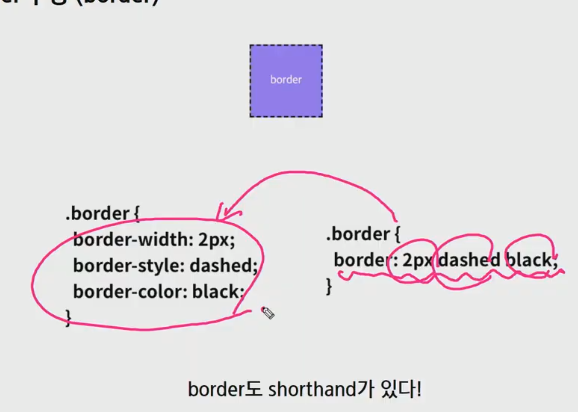 (border)
border
.border {
border-width: 2px;
border-style: dashed;
border-color: black;
}
.border {
border: 2px dashed black;
}
border도 shorthand가 있다!